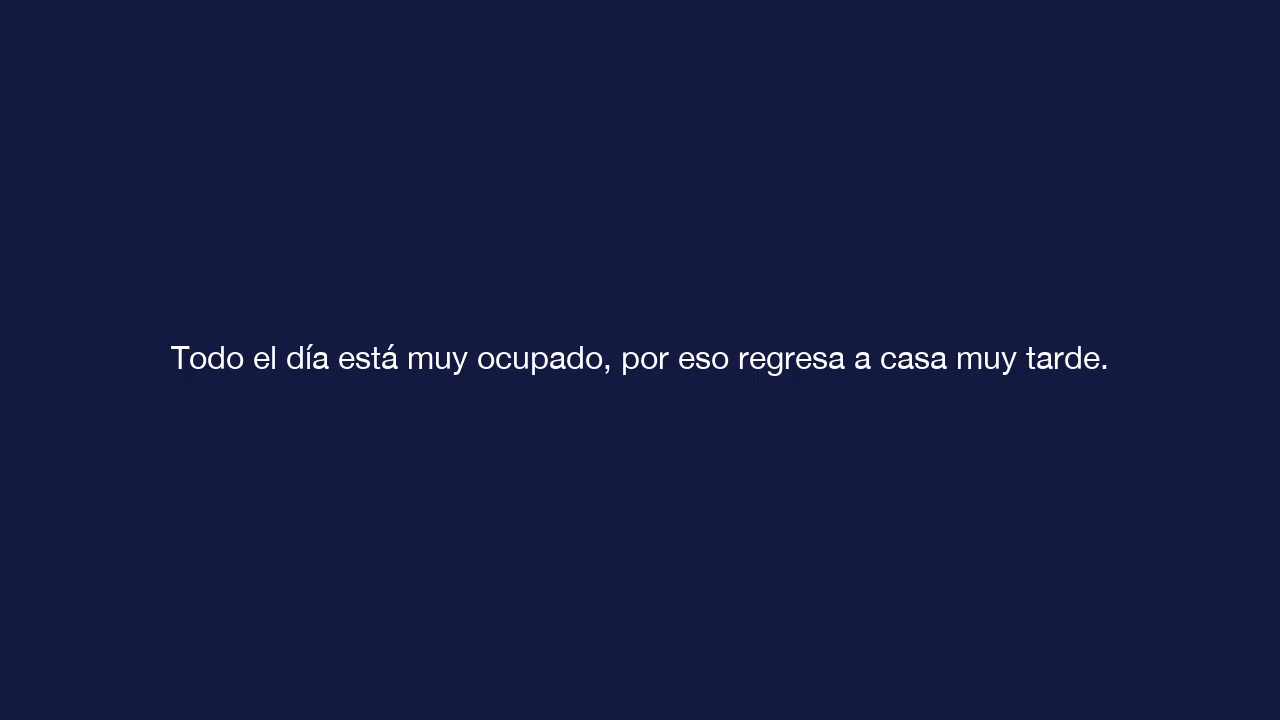 Todo el día está muy ocupado, por eso regresa a casa muy tarde.